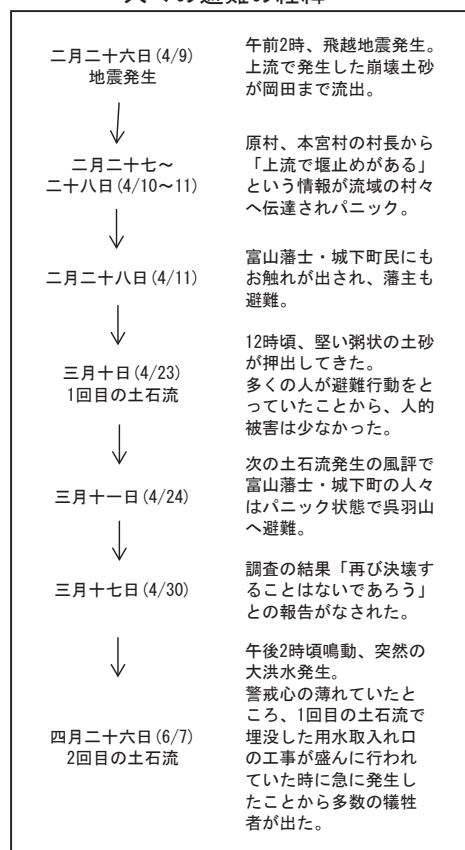 二月二十六日(4/9)
地震発生
午前2時、飛越地震発生。
上流で発生した崩壊土砂
が岡田まで流出。
二月二十七～
二十八日(4/10～11)
原村、本宮村の村長から
「上流で堰止めがある」
という情報が流域の村々
へ伝達されパニック。
二月二十八日(4/11)
富山藩士・城下町民にも
お触れが出され、藩主も
避難。
三月十日(4/23)
1回目の土石流
12時頃、堅い粥状の土砂
が押出してきた。
多くの人が避難行動をと
っていたことから、人的
被害は少なかった。
三月十一日(4/24)
次の土石流発生の風評で
富山藩士・城下町の人々
はパニック状態で呉羽山
へ避難。
三月十七日(4/30)
調査の結果「再び決壊す
ることはないであろう」
との報告がなされた。
四月二十六日(6/7)
2回目の土石流
午後2時頃鳴動、突然の
大洪水発生。
警戒心の薄れていたと
ころ、1回目の土石流で
埋没した用水取入れ口
の工事が盛んに行われ
ていた時に急に発生し
たことから多数の犠牲
者が出た。